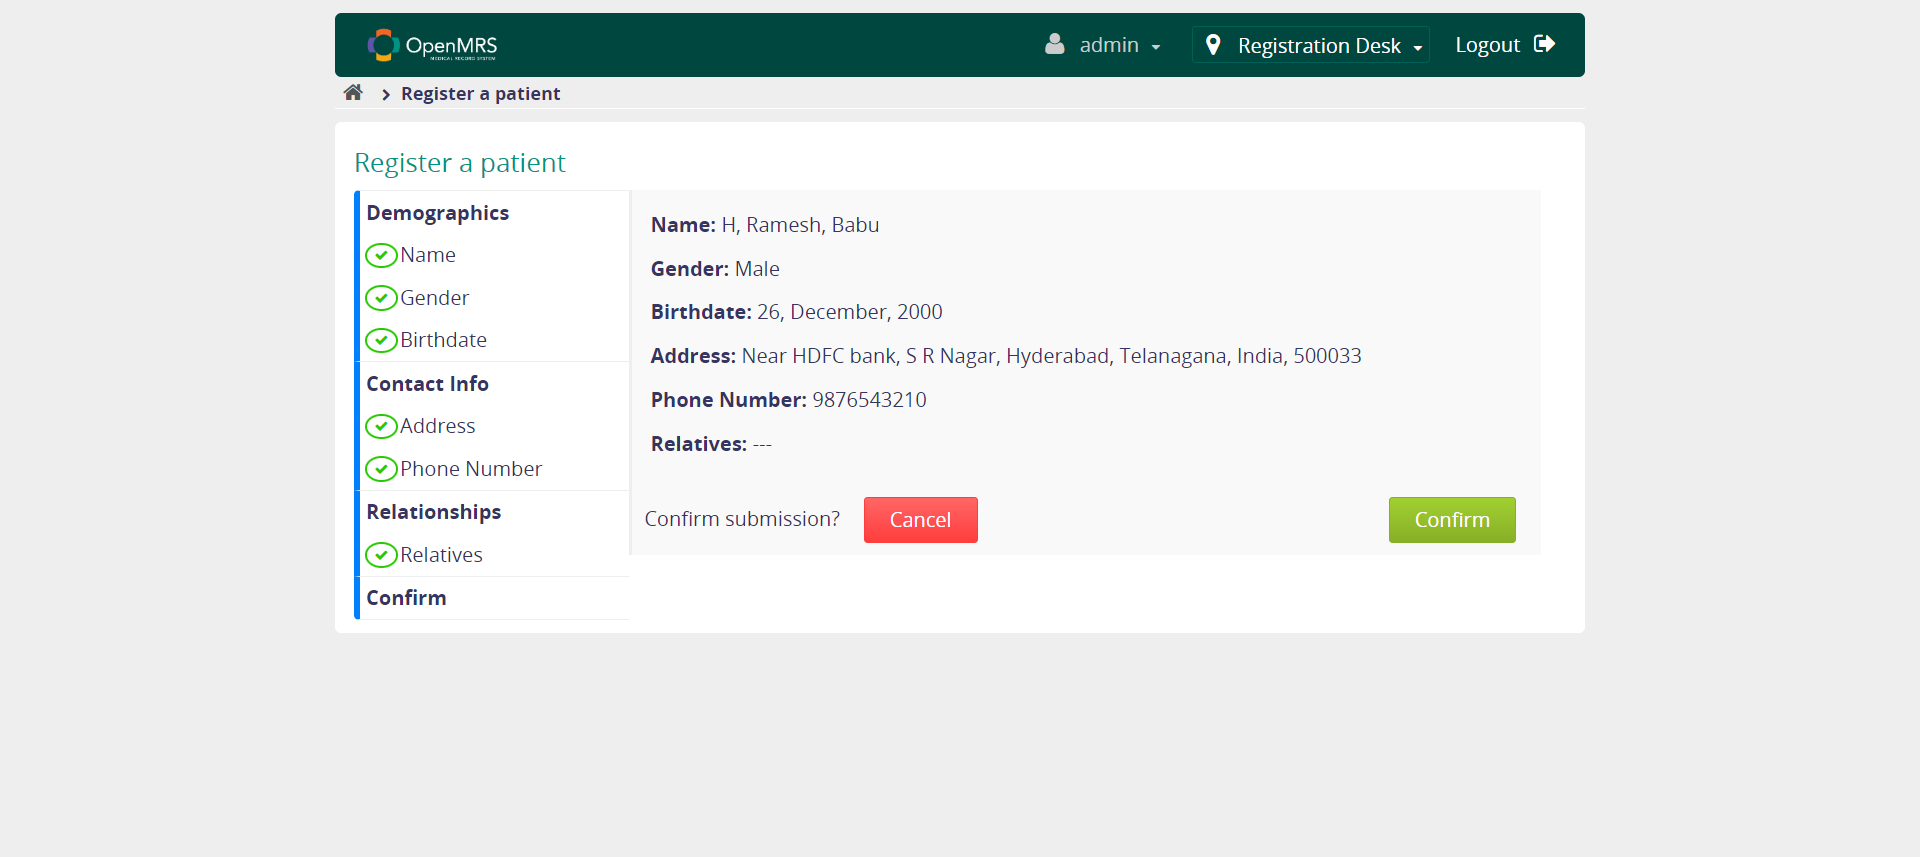 OpenMRS
MEDICAL RECORD SYSTEM
admin
Registration Desk
Logout
Register a patient
Register a patient
Demographics
Name
Gender
Birthdate
Contact Info
Address
Phone Number
Relationships
Relatives
Confirm
Name: H, Ramesh, Babu
Gender: Male
Birthdate: 26, December, 2000
Address: Near HDFC bank, S R Nagar, Hyderabad, Telanagana, India, 500033
Phone Number: 9876543210
Relatives: ---
Confirm submission? Cancel Confirm